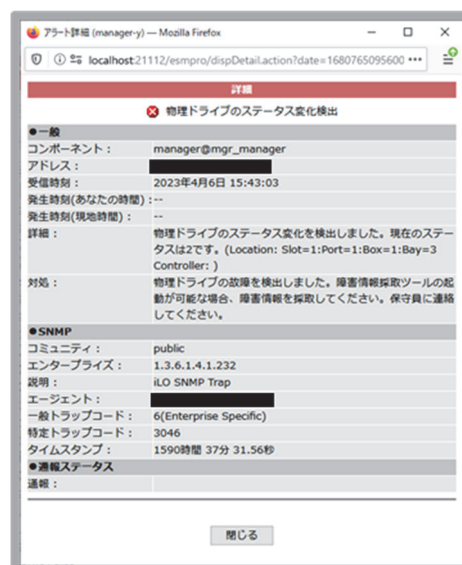 アラート詳細 (manager-y) — Mozilla Firefox
localhost:21112/esmpro/dispDetail.action?date=1680765095600 •••
詳細
物理ドライブのステータス変化検出
●一般
コンポーネント： manager@mgr_manager
アドレス：
受信時刻： 2023年4月6日 15:43:03
発生時刻(あなたの時間)：--
発生時刻(現地時間)： --
詳細： 物理ドライブのステータス変化を検出しました。現在のステー
タスは2です。(Location: Slot=1:Port=1:Box=1:Bay=3
Controller: )
対処： 物理ドライブの故障を検出しました。障害情報採取ツールの起
動が可能な場合、障害情報を採取してください。保守員に連絡
してください。
●SNMP
コミュニティ： public
エンタープライズ： 1.3.6.1.4.1.232
説明： iLO SNMP Trap
エージェント：
一般トラップコード： 6(Enterprise Specific)
特定トラップコード： 3046
タイムスタンプ： 1590時間 37分 31.56秒
●通報ステータス
通報：
閉じる